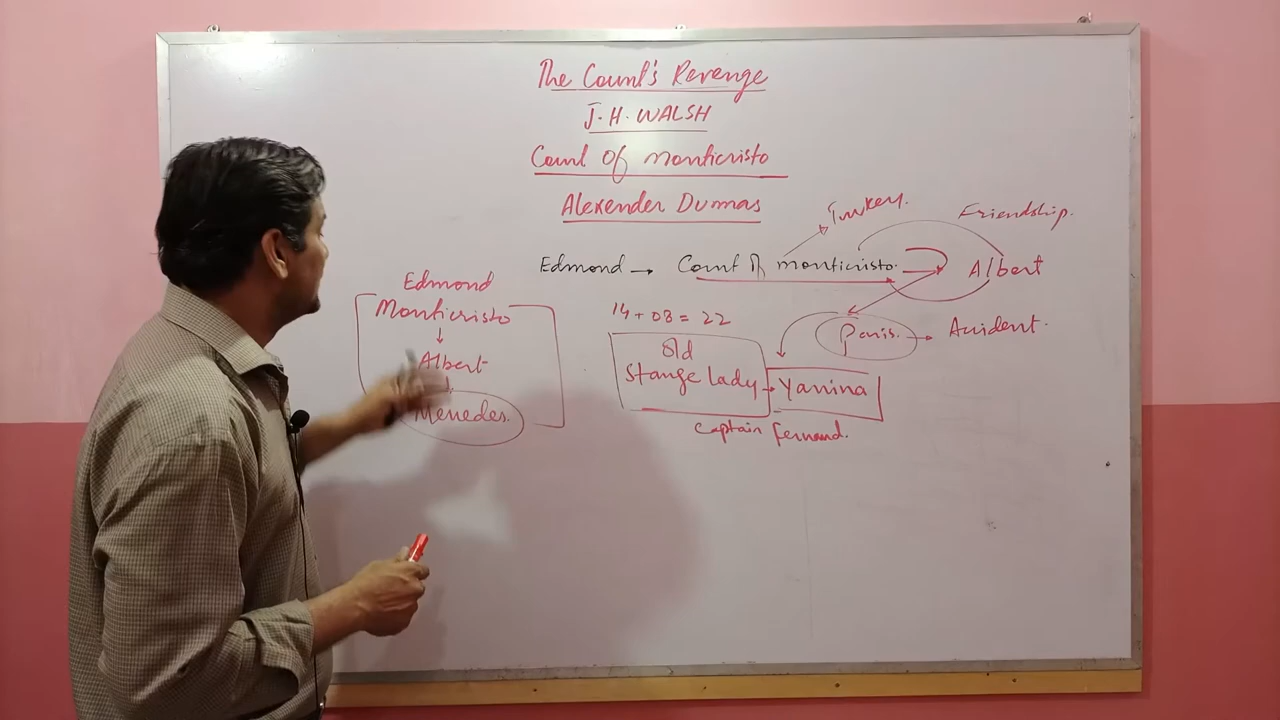 The Count's Revenge
J.H. WALSH
Count of monticristo
Alexender Dumas
Turkey.
Friendship.
Edmond → Count of monticristo. → Albert
Edmond
Monticristo
↓
Albert
Menedes.
14 + 08 = 22
Paris. → Acident.
Old
Stange lady → Yanina
Captain Fernand.